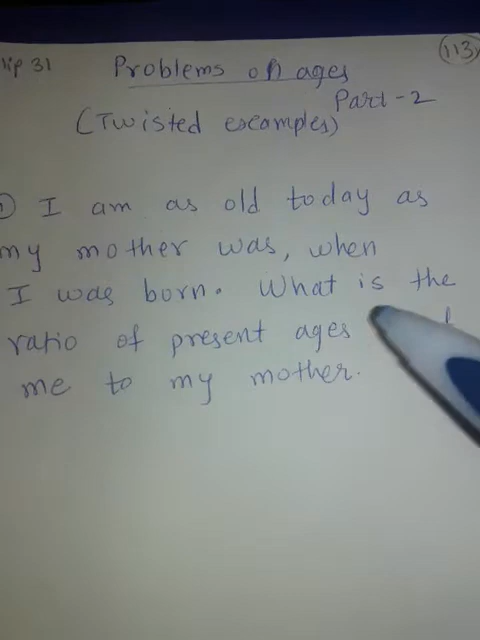 113
31
Problems on ages
Part-2
(Twisted examples)
I am as old today as
my mother was, when
I was born. What is the
ratio of present ages
me to my mother.